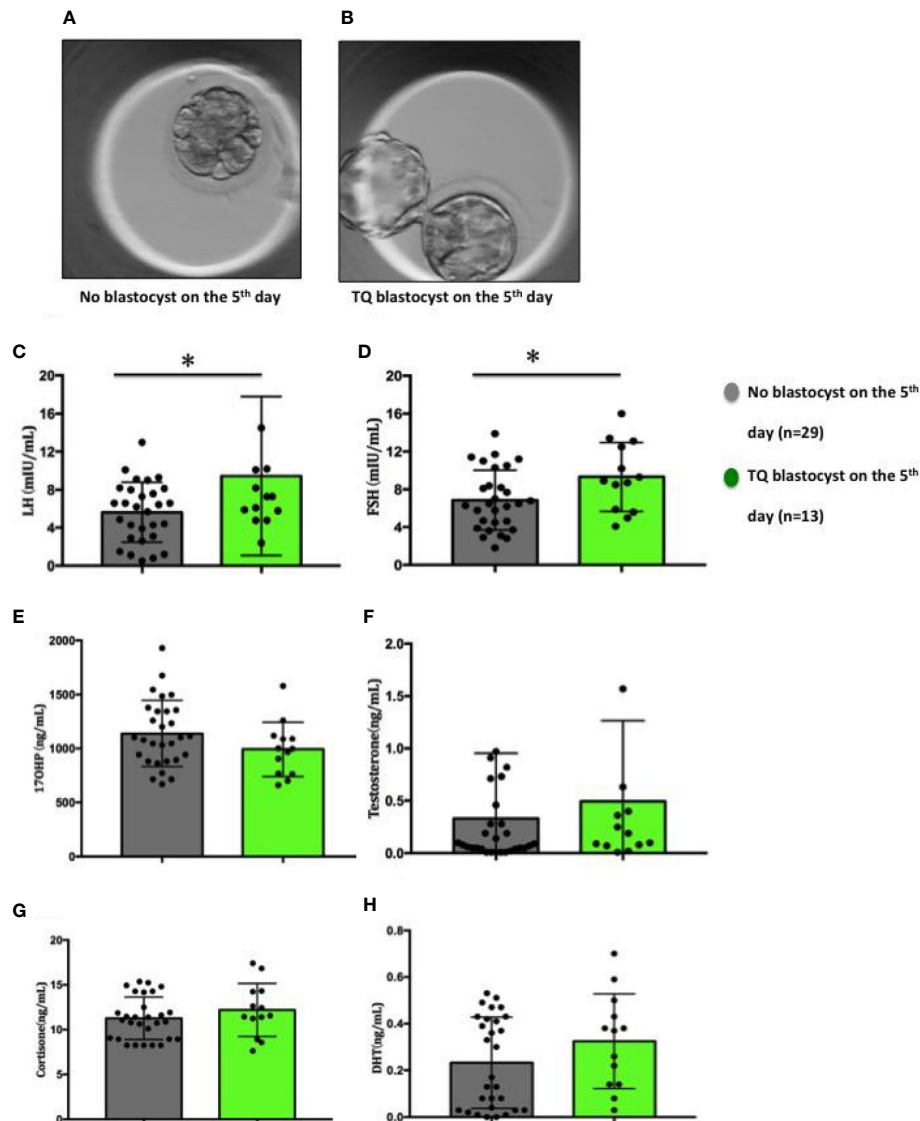 A
B
No blastocyst on the 5th day
TQ blastocyst on the 5th day
C
D
*
*
20
16
12
8
4
0
LH (mIU/mL)
20
16
12
8
4
0
FSH (mIU/mL)
No blastocyst on the 5th
day (n=29)
TQ blastocyst on the 5th
day (n=13)
E
F
2000
1500
1000
500
0
17OHP (ng/mL)
2.0
1.5
1.0
0.5
0.0
Testosterone(ng/mL)
G
H
20
15
10
5
0
Cortisone(ng/mL)
0.8
0.6
0.4
0.2
0.0
DHT(ng/mL)